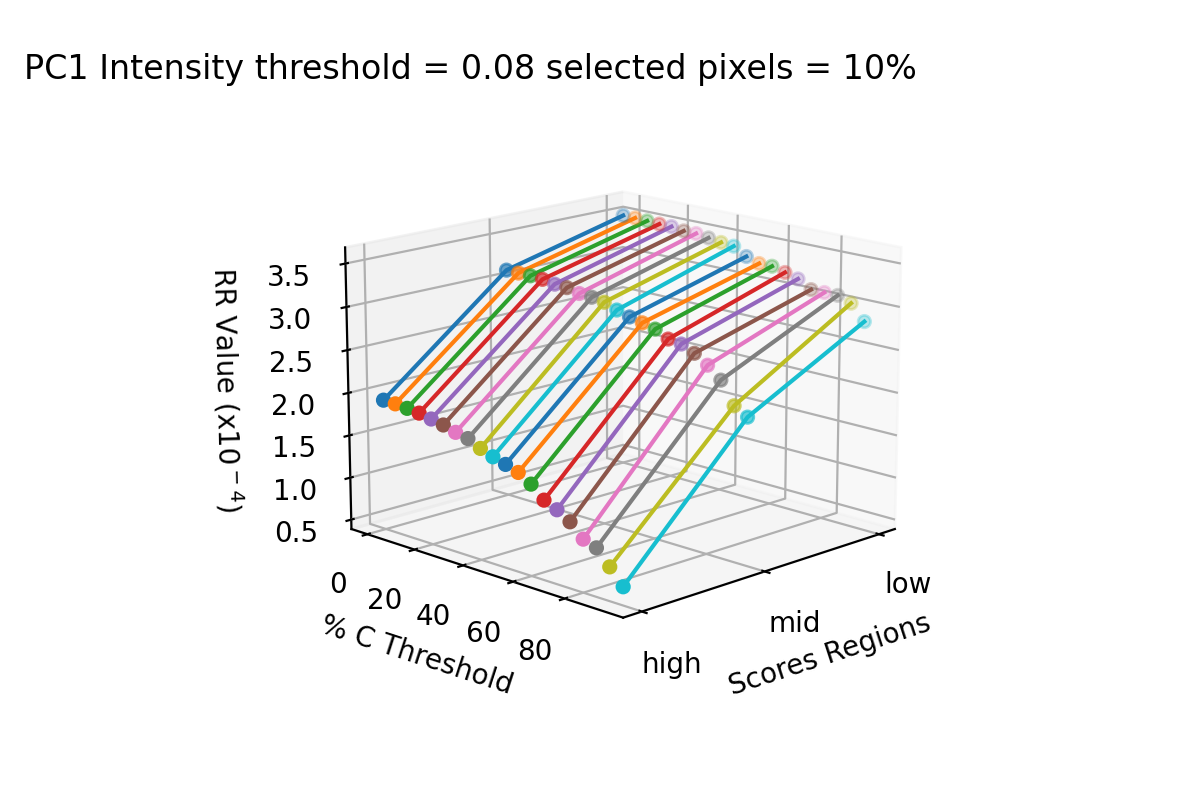 PC1 Intensity threshold = 0.08 selected pixels = 10%
RR Value (x10⁻⁴)
3.5
3.0
2.5
2.0
1.5
1.0
0.5
0
20
40
60
80
% C Threshold
high
mid
low
Scores Regions